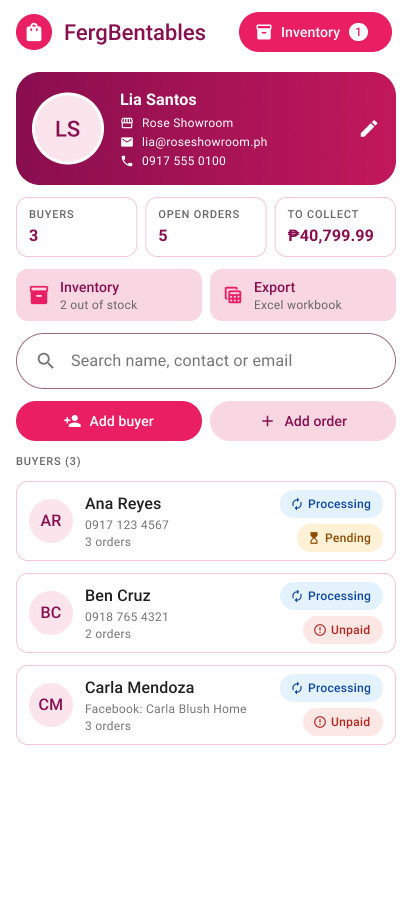 FergBentables
Inventory 1
LS
Lia Santos
Rose Showroom
lia@roseshowroom.ph
0917 555 0100
BUYERS
3
OPEN ORDERS
5
TO COLLECT
₱40,799.99
Inventory
2 out of stock
Export
Excel workbook
Search name, contact or email
Add buyer
Add order
BUYERS (3)
AR
Ana Reyes
0917 123 4567
3 orders
Processing
Pending
BC
Ben Cruz
0918 765 4321
2 orders
Processing
Unpaid
CM
Carla Mendoza
Facebook: Carla Blush Home
3 orders
Processing
Unpaid